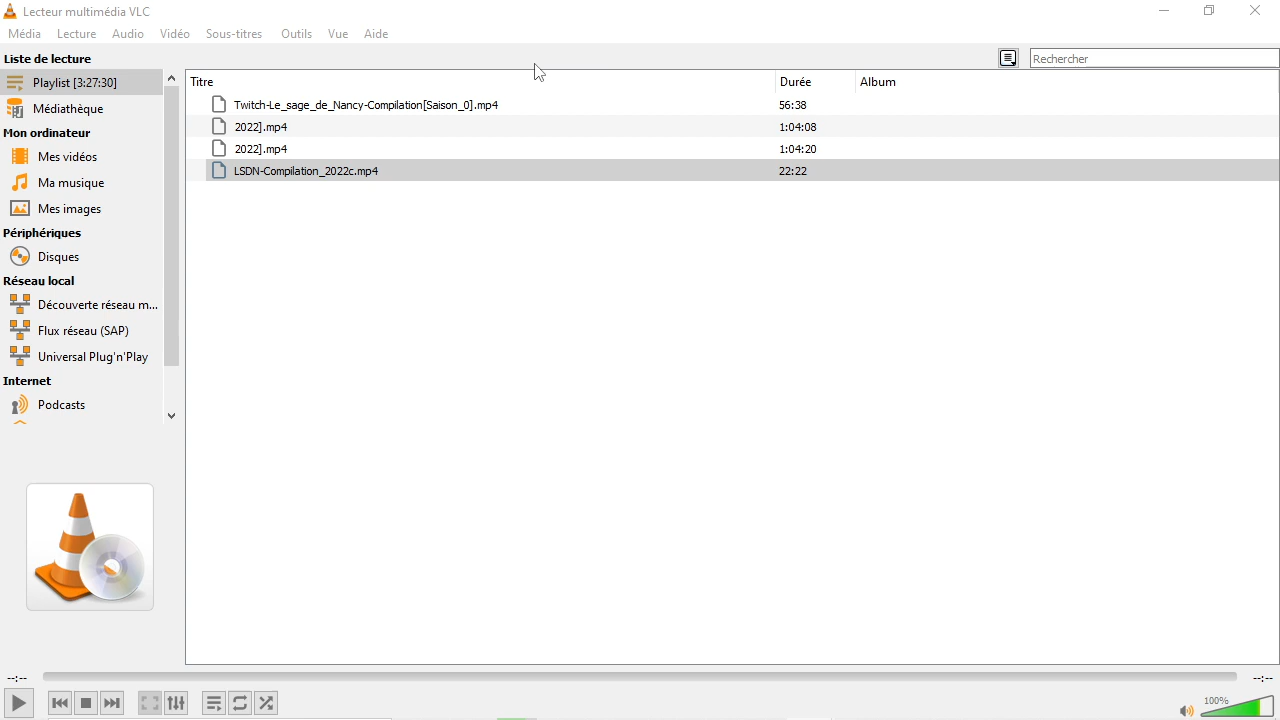 Lecteur multimédia VLC
Média Lecture Audio Vidéo Sous-titres Outils Vue Aide
Liste de lecture
Rechercher
Playlist [3:27:30]
Médiathèque
Mon ordinateur
Mes vidéos
Ma musique
Mes images
Périphériques
Disques
Réseau local
Découverte réseau m...
Flux réseau (SAP)
Universal Plug'n'Play
Internet
Podcasts
Titre Durée Album
Twitch-Le_sage_de_Nancy-Compilation[Saison_0].mp4 56:38
2022].mp4 1:04:08
2022].mp4 1:04:20
LSDN-Compilation_2022c.mp4 22:22
--:-- --:--
100%